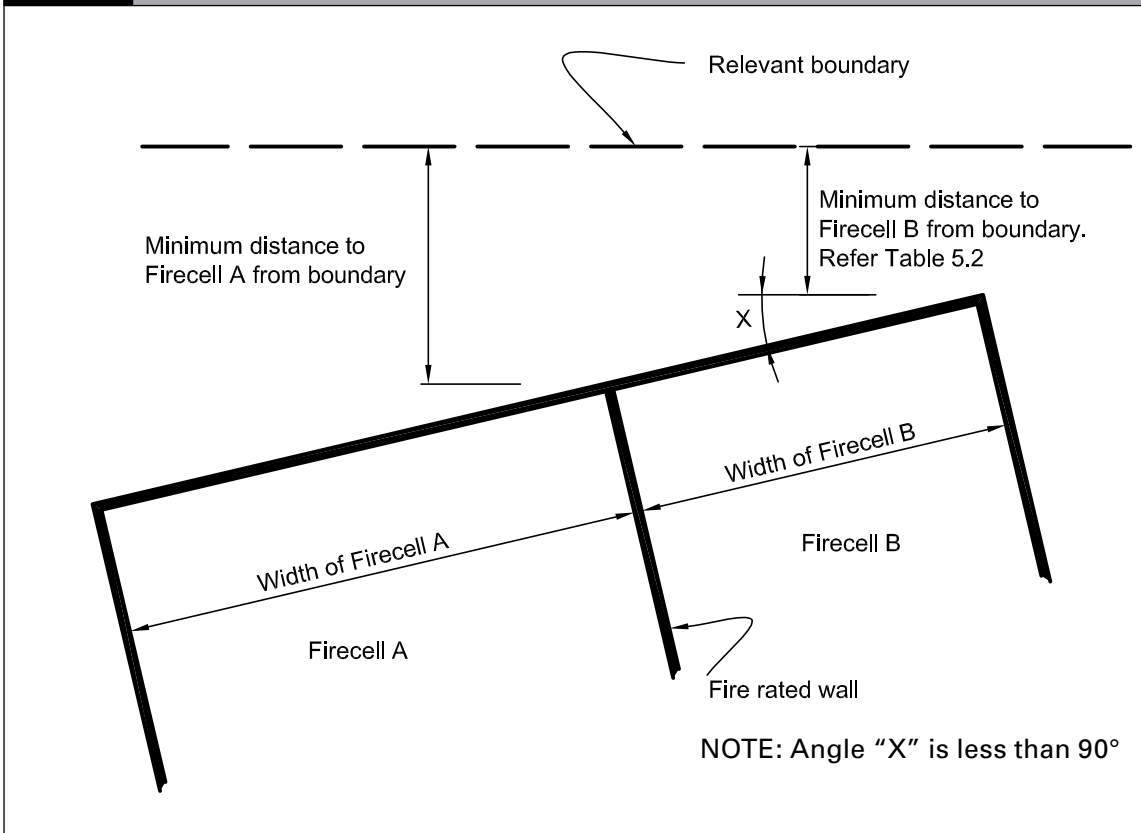 Relevant boundary
Minimum distance to
Firecell A from boundary
Minimum distance to
Firecell B from boundary.
Refer Table 5.2
X
Width of Firecell B
Width of Firecell A
Firecell B
Firecell A
Fire rated wall
NOTE: Angle “X” is less than 90°